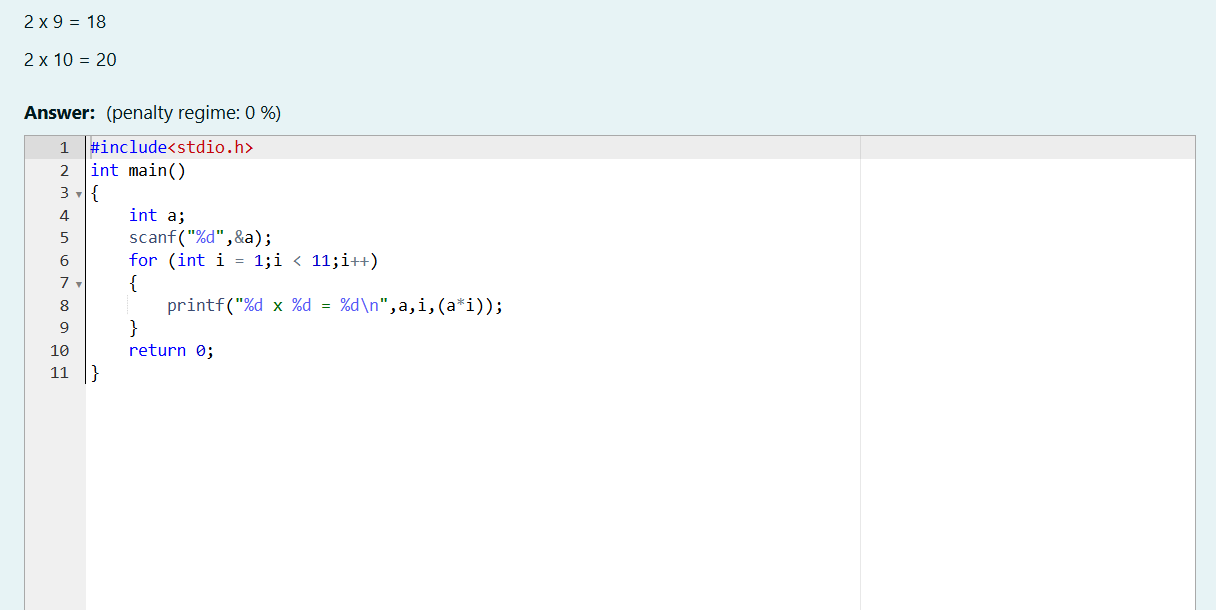 2 x 9 = 18
2 x 10 = 20
Answer: (penalty regime: 0 %)
1 #include<stdio.h>
2 int main()
3 {
4     int a;
5     scanf("%d",&a);
6     for (int i = 1;i < 11;i++)
7     {
8         printf("%d x %d = %d\n",a,i,(a*i));
9     }
10     return 0;
11 }